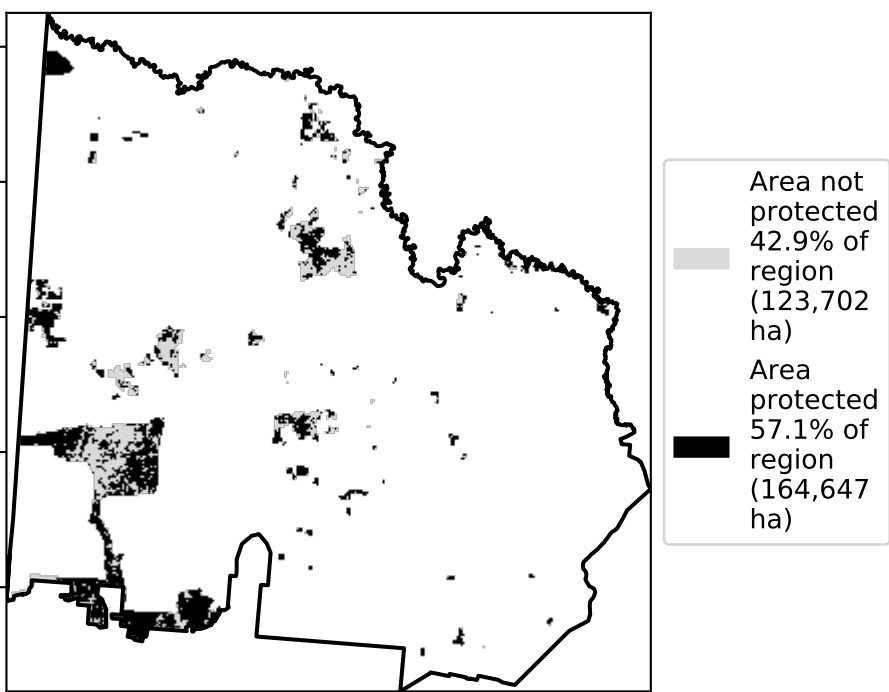 Area not
protected
42.9% of
region
(123,702
ha)
Area
protected
57.1% of
region
(164,647
ha)